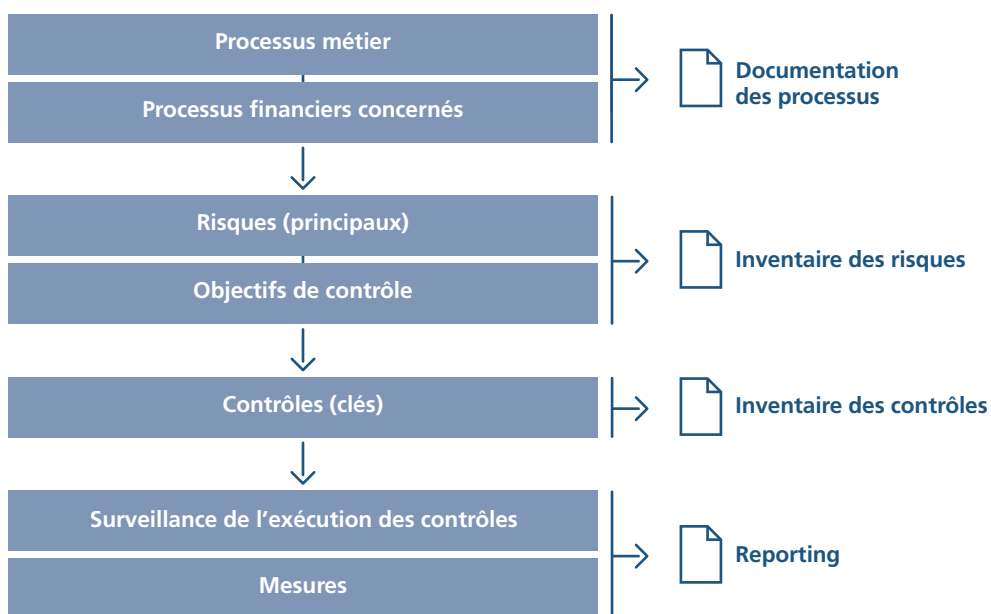 Processus métier
Processus financiers concernés
Documentation
des processus
Risques (principaux)
Objectifs de contrôle
Inventaire des risques
Contrôles (clés)
Inventaire des contrôles
Surveillance de l’exécution des contrôles
Mesures
Reporting